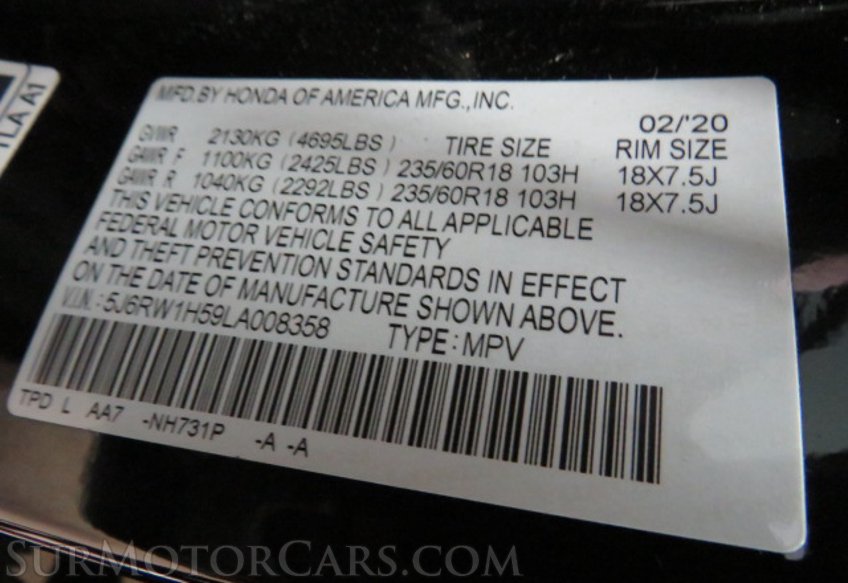 1LA A1
MFD.BY HONDA OF AMERICA MFG.,INC.
02/'20
GVWR 2130KG (4695LBS) TIRE SIZE RIM SIZE
GAWR F 1100KG (2425LBS) 235/60R18 103H 18X7.5J
GAWR R 1040KG (2292LBS) 235/60R18 103H 18X7.5J
THIS VEHICLE CONFORMS TO ALL APPLICABLE
FEDERAL MOTOR VEHICLE SAFETY
AND THEFT PREVENTION STANDARDS IN EFFECT
ON THE DATE OF MANUFACTURE SHOWN ABOVE.
V.I.N.: 5J6RW1H59LA008358 TYPE: MPV
TPD L AA7 -NH731P -A -A
SURMOTORCARS.COM